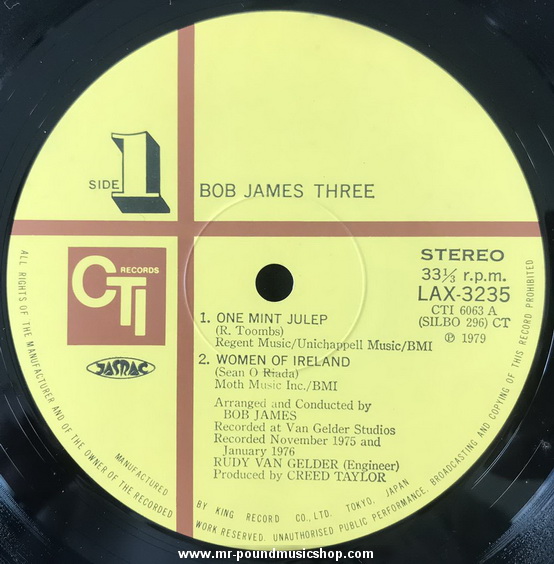 SIDE 1
BOB JAMES THREE
CTI RECORDS
JASRAC
STEREO
33⅓ r.p.m.
LAX-3235
CTI 6063 A
(SILBO 296) CT
℗ 1979
1. ONE MINT JULEP
(R. Toombs)
Regent Music/Unichappell Music/BMI
2. WOMEN OF IRELAND
(Sean O Riada)
Moth Music Inc./BMI
Arranged and Conducted by
BOB JAMES
Recorded at Van Gelder Studios
Recorded November 1975 and
January 1976
RUDY VAN GELDER (Engineer)
Produced by CREED TAYLOR
MANUFACTURED BY KING RECORD CO., LTD. TOKYO, JAPAN
ALL RIGHTS OF THE MANUFACTURER AND OF THE OWNER OF THE RECORDED WORK RESERVED. UNAUTHORISED PUBLIC PERFORMANCE, BROADCASTING AND COPYING OF THIS RECORD PROHIBITED
www.mr-poundmusicshop.com